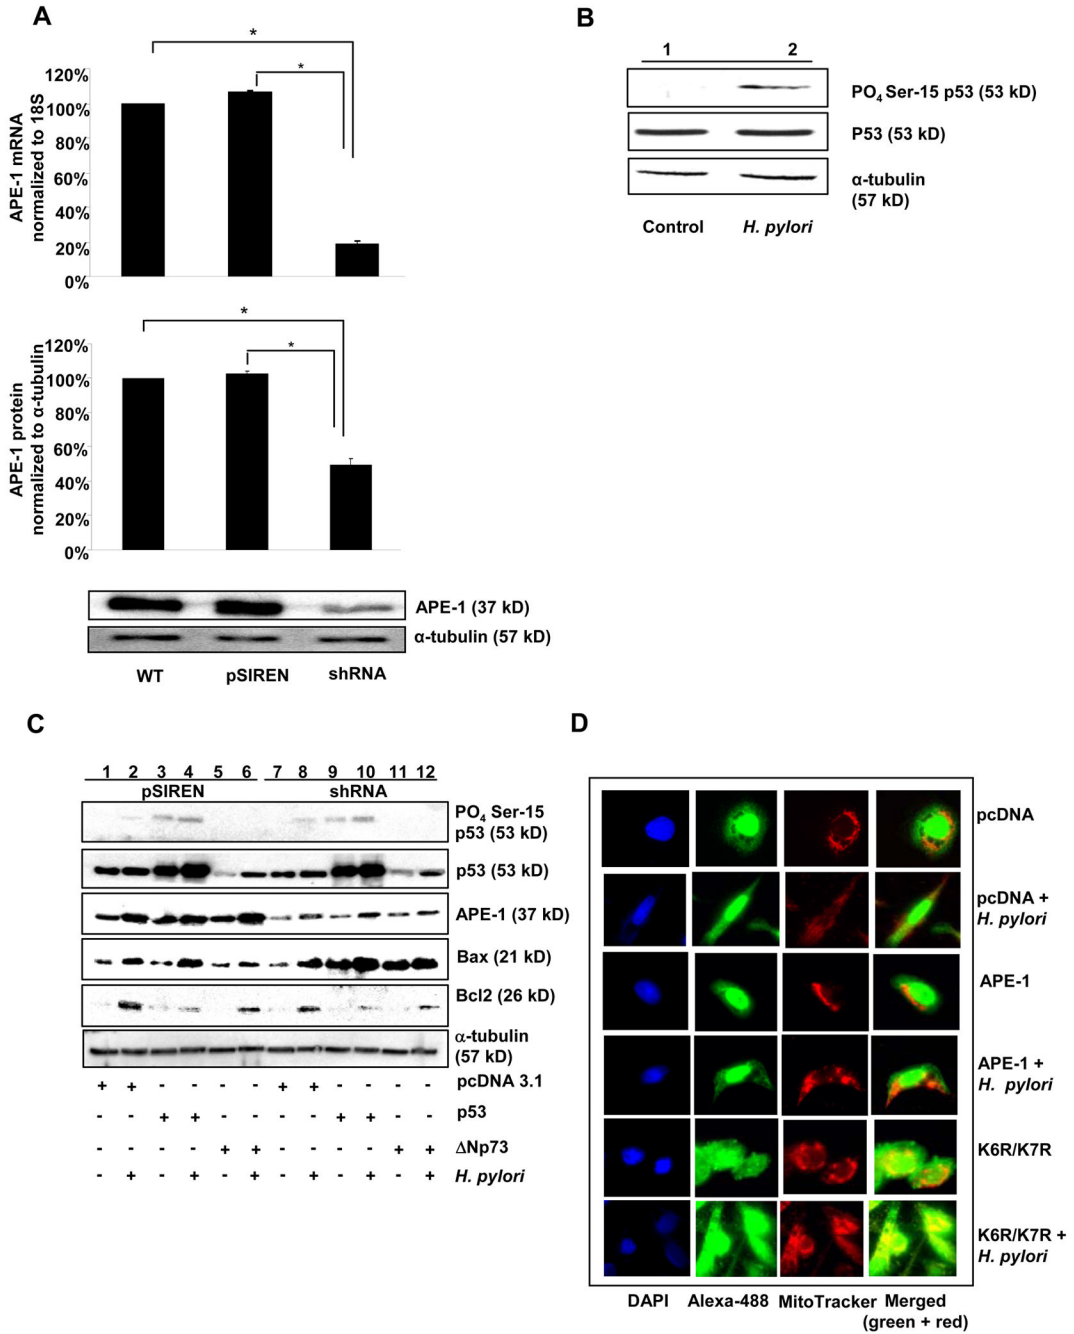 A
*
*
120%
100%
80%
60%
40%
20%
0%
APE-1 mRNA
normalized to 18S
*
*
120%
100%
80%
60%
40%
20%
0%
APE-1 protein
normalized to α-tubulin
APE-1 (37 kD)
α-tubulin (57 kD)
WT pSIREN shRNA
B
1 2
PO4 Ser-15 p53 (53 kD)
P53 (53 kD)
α-tubulin
(57 kD)
Control H. pylori
C
1 2 3 4 5 6 7 8 9 10 11 12
pSIREN shRNA
PO4 Ser-15
p53 (53 kD)
p53 (53 kD)
APE-1 (37 kD)
Bax (21 kD)
Bcl2 (26 kD)
α-tubulin
(57 kD)
+ + - - - - + + - - - - pcDNA 3.1
- - + + - - - - + + - - p53
- - - - + + - - - - + + ΔNp73
- + - + - + - + - + - + H. pylori
D
pcDNA
pcDNA +
H. pylori
APE-1
APE-1 +
H. pylori
K6R/K7R
K6R/K7R +
H. pylori
DAPI Alexa-488 MitoTracker Merged
(green + red)